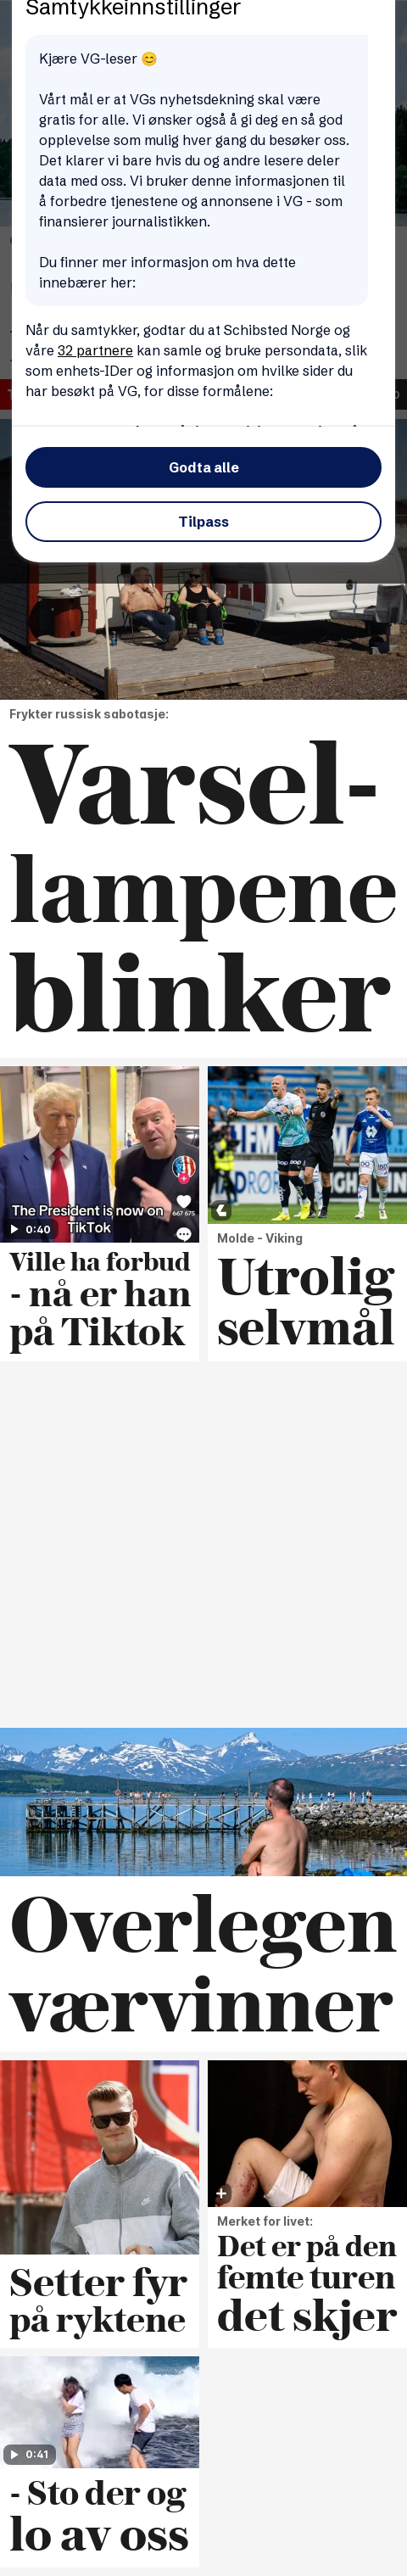 Samtykkeinnstillinger
Kjære VG-leser 😊
Vårt mål er at VGs nyhetsdekning skal være
gratis for alle. Vi ønsker også å gi deg en så god
opplevelse som mulig hver gang du besøker oss.
Det klarer vi bare hvis du og andre lesere deler
data med oss. Vi bruker denne informasjonen til
å forbedre tjenestene og annonsene i VG - som
finansierer journalistikken.
Du finner mer informasjon om hva dette
innebærer her:
Når du samtykker, godtar du at Schibsted Norge og
våre 32 partnere kan samle og bruke persondata, slik
som enhets-IDer og informasjon om hvilke sider du
har besøkt på VG, for disse formålene:
Godta alle
Tilpass
Frykter russisk sabotasje:
Varsel-
lampene
blinker
The President is now on
TikTok
667 675
0:40
Ville ha forbud
- nå er han
på Tiktok
Molde - Viking
Utrolig
selvmål
Overlegen
værvinner
Setter fyr
på ryktene
Merket for livet:
Det er på den
femte turen
det skjer
0:41
- Sto der og
lo av oss